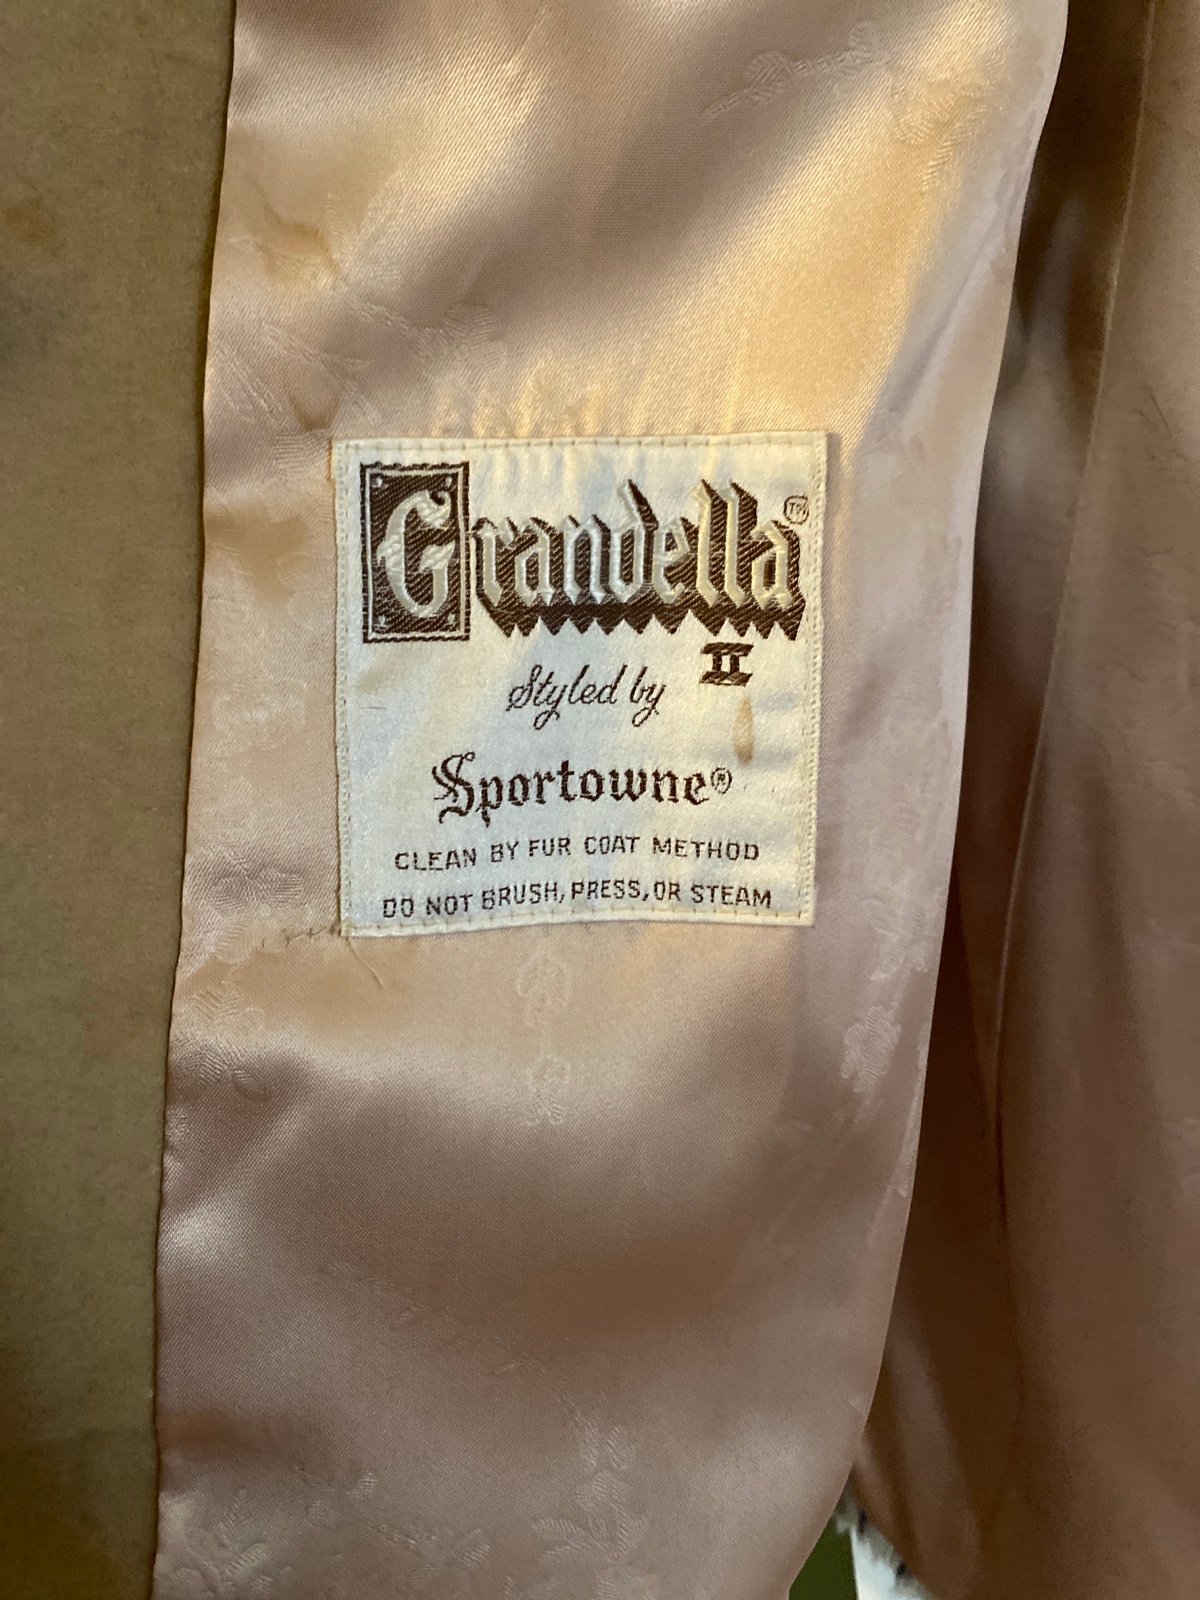 Grandella™
II
Styled by
Sportowne®
CLEAN BY FUR COAT METHOD
DO NOT BRUSH, PRESS, OR STEAM